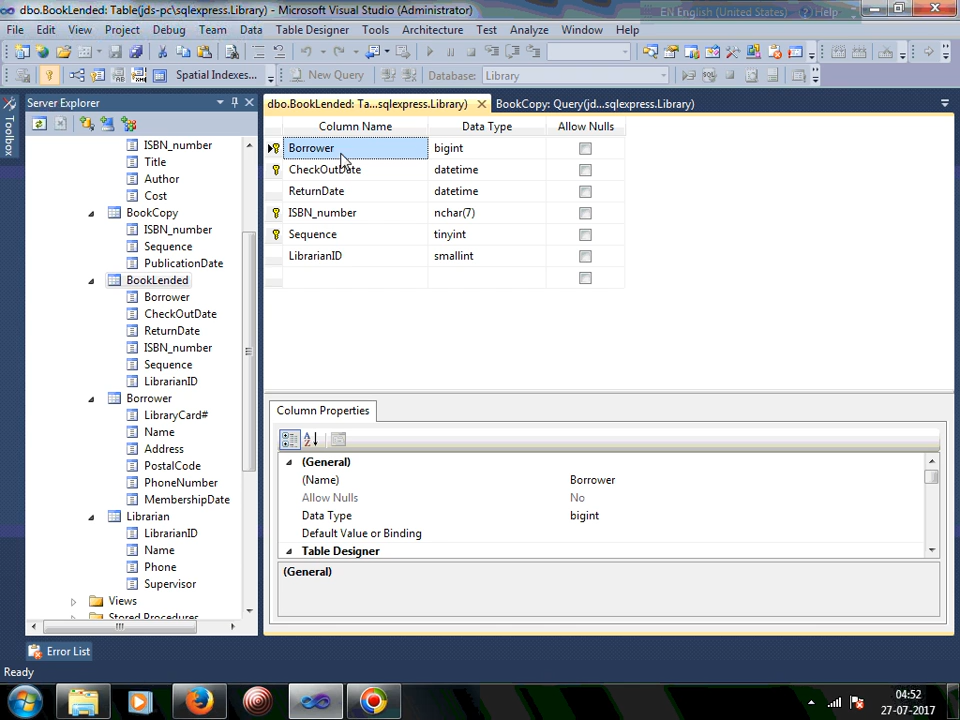 dbo.BookLended: Table(jds-pc\sqlexpress.Library) - Microsoft Visual Studio (Administrator)
EN English (United States)
Help
File Edit View Project Debug Team Data Table Designer Tools Architecture Test Analyze Window Help
Spatial Indexes...
New Query
Database: Library
Toolbox
Server Explorer
ISBN_number
Title
Author
Cost
BookCopy
ISBN_number
Sequence
PublicationDate
BookLended
Borrower
CheckOutDate
ReturnDate
ISBN_number
Sequence
LibrarianID
Borrower
LibraryCard#
Name
Address
PostalCode
PhoneNumber
MembershipDate
Librarian
LibrarianID
Name
Phone
Supervisor
Views
Stored Procedures
dbo.BookLended: Ta...sqlexpress.Library)
BookCopy: Query(jd...sqlexpress.Library)
Column Name Data Type Allow Nulls
Borrower bigint
CheckOutDate datetime
ReturnDate datetime
ISBN_number nchar(7)
Sequence tinyint
LibrarianID smallint
Column Properties
(General)
(Name) Borrower
Allow Nulls No
Data Type bigint
Default Value or Binding
Table Designer
(General)
Error List
Ready
04:52
27-07-2017